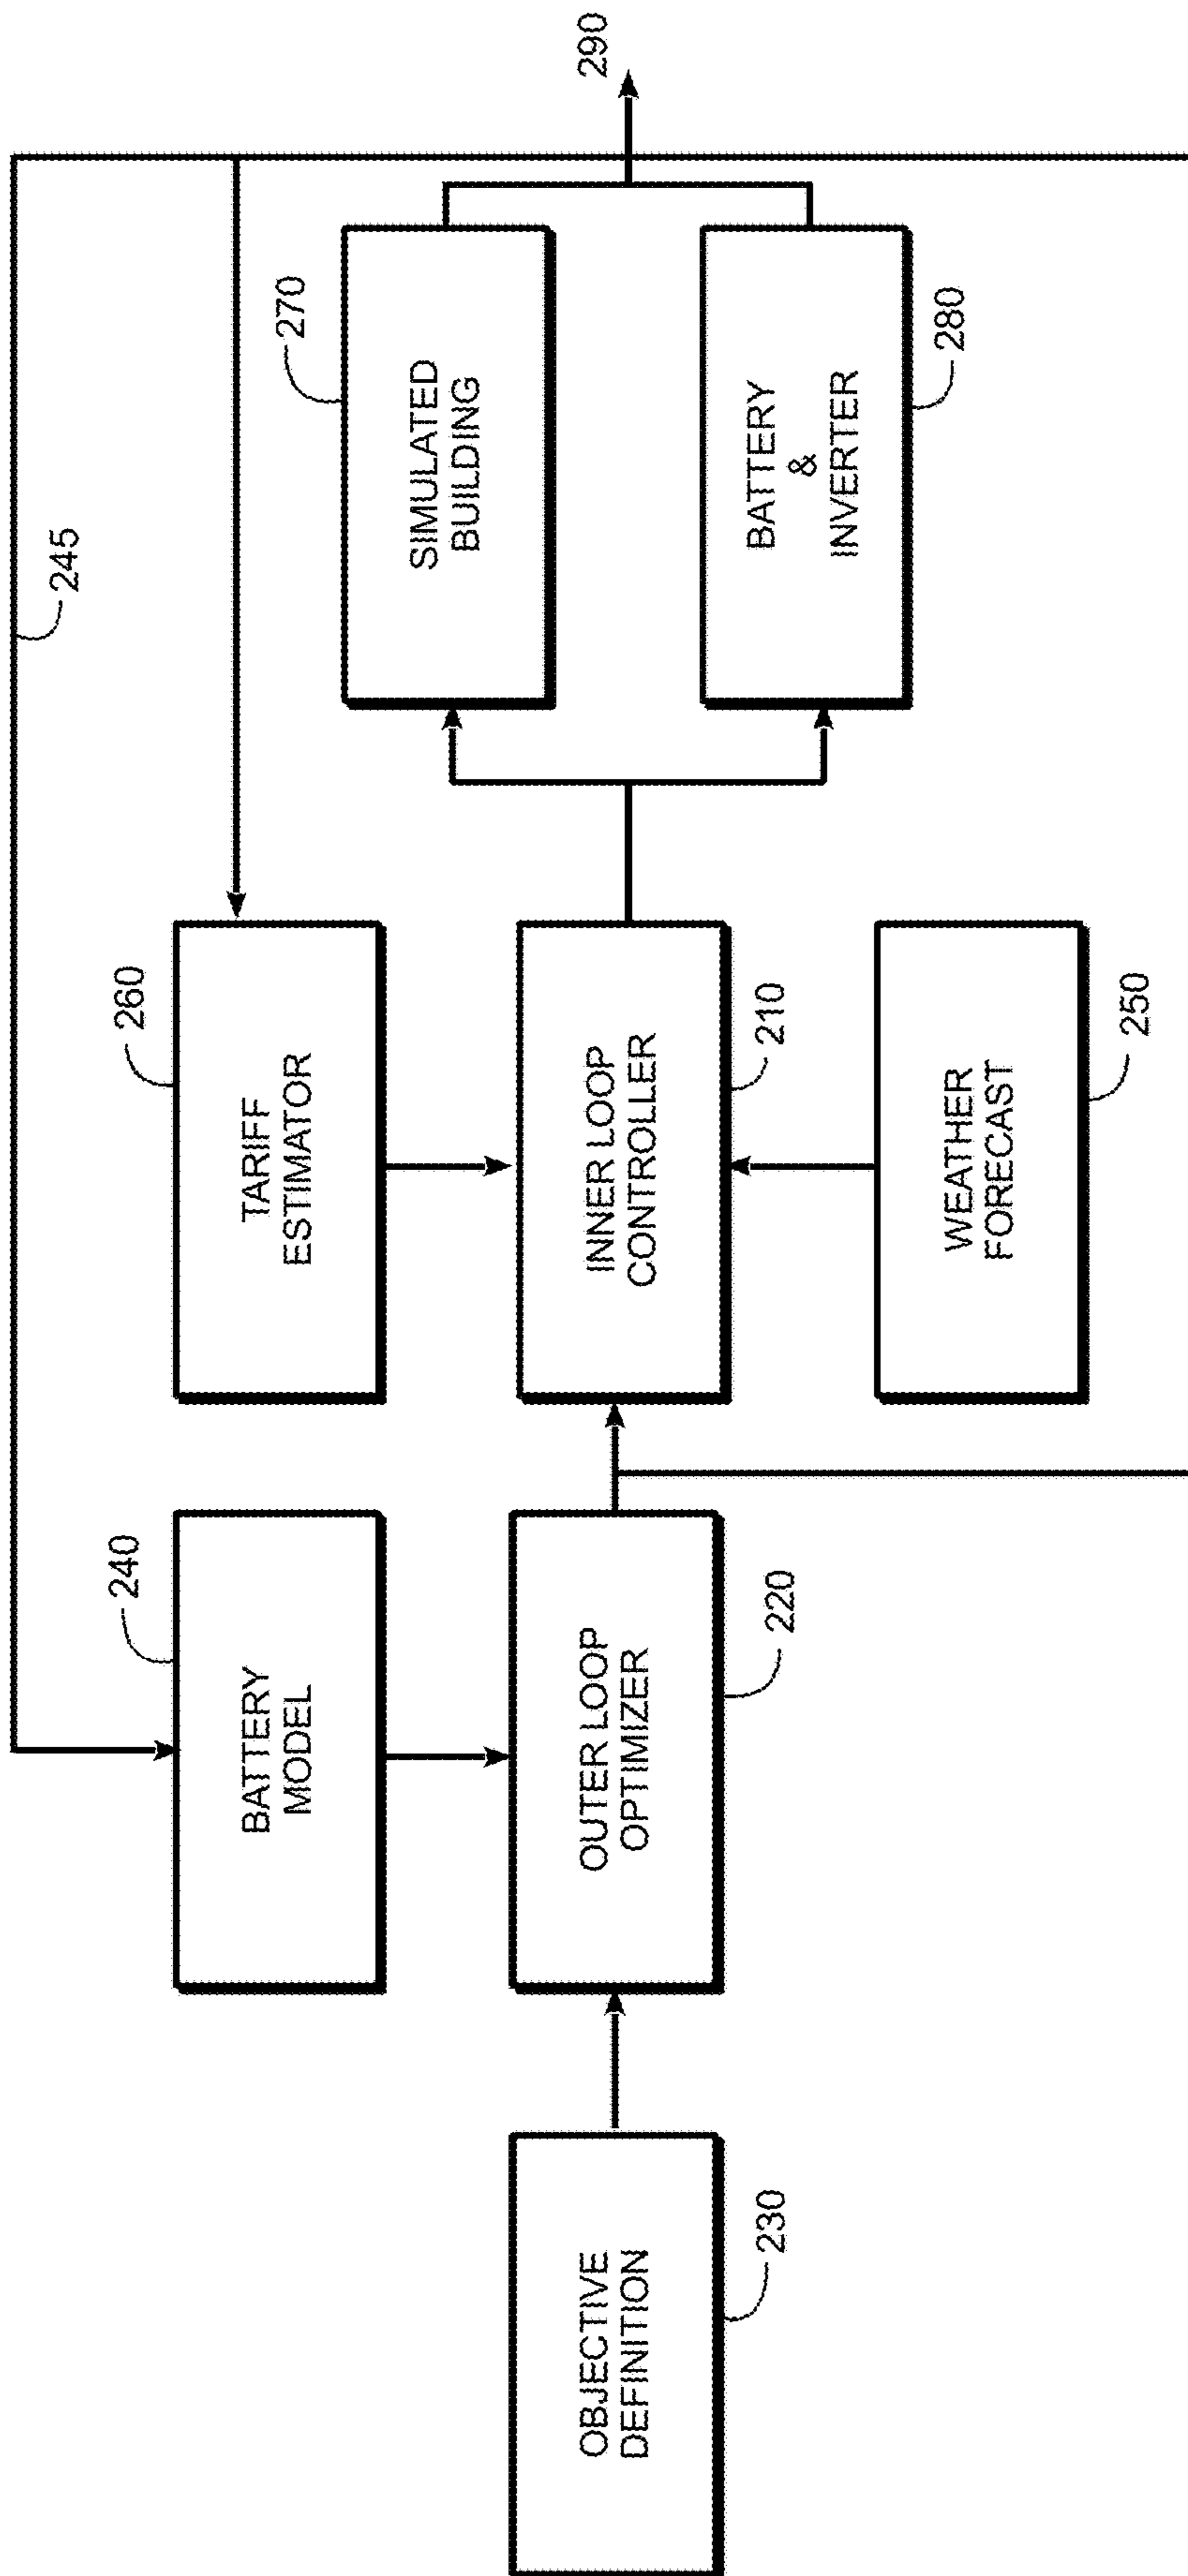 245
290
BATTERY
MODEL
240
TARIFF
ESTIMATOR
260
SIMULATED
BUILDING
270
OBJECTIVE
DEFINITION
230
OUTER LOOP
OPTIMIZER
220
INNER LOOP
CONTROLLER
210
BATTERY
&
INVERTER
280
WEATHER
FORECAST
250